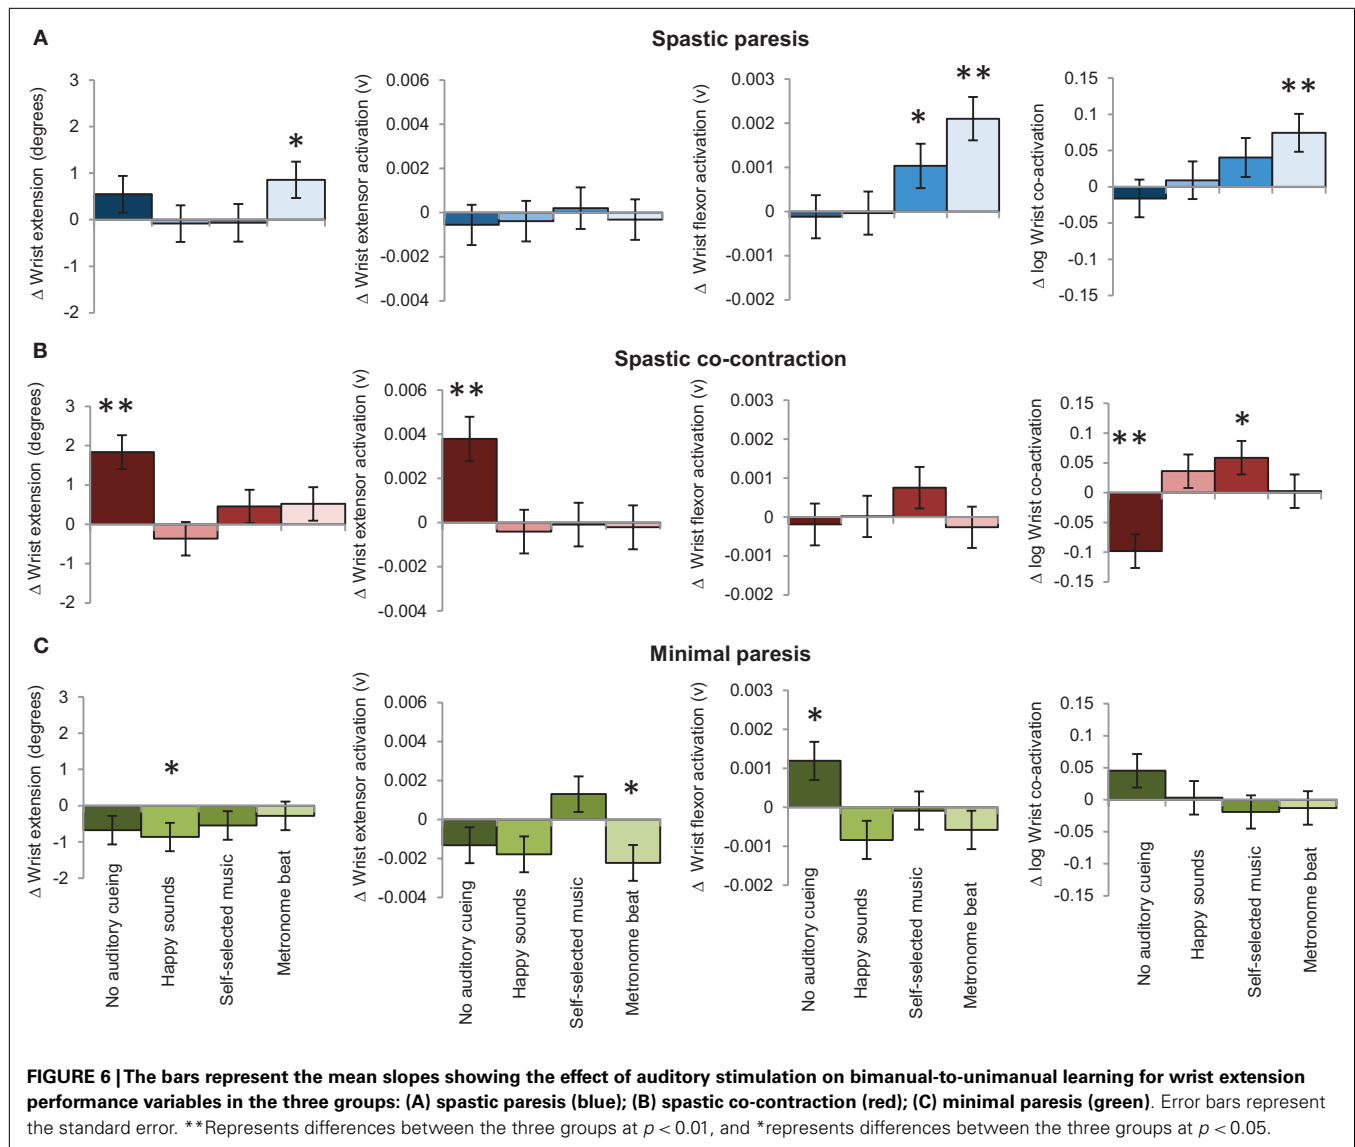 A
Spastic paresis
Δ Wrist extension (degrees)
3
2
1
0
-1
-2
*
Δ Wrist extensor activation (v)
0.006
0.004
0.002
0
-0.002
-0.004
Δ Wrist flexor activation (v)
0.003
0.002
0.001
0
-0.001
-0.002
*
**
Δ log Wrist co-activation
0.15
0.1
0.05
0
-0.05
-0.1
-0.15
**
B
Spastic co-contraction
Δ Wrist extension (degrees)
3
2
1
0
-1
-2
**
Δ Wrist extensor activation (v)
0.006
0.004
0.002
0
-0.002
-0.004
**
Δ Wrist flexor activation (v)
0.003
0.002
0.001
0
-0.001
-0.002
Δ log Wrist co-activation
0.15
0.1
0.05
0
-0.05
-0.1
-0.15
**
*
C
Minimal paresis
Δ Wrist extension (degrees)
3
2
1
0
-1
-2
*
No auditory cueing
Happy sounds
Self-selected music
Metronome beat
Δ Wrist extensor activation (v)
0.006
0.004
0.002
0
-0.002
-0.004
*
No auditory cueing
Happy sounds
Self-selected music
Metronome beat
Δ Wrist flexor activation (v)
0.003
0.002
0.001
0
-0.001
-0.002
*
No auditory cueing
Happy sounds
Self-selected music
Metronome beat
Δ log Wrist co-activation
0.15
0.1
0.05
0
-0.05
-0.1
-0.15
No auditory cueing
Happy sounds
Self-selected music
Metronome beat
FIGURE 6 | The bars represent the mean slopes showing the effect of auditory stimulation on bimanual-to-unimanual learning for wrist extension
performance variables in the three groups: (A) spastic paresis (blue); (B) spastic co-contraction (red); (C) minimal paresis (green). Error bars represent
the standard error. **Represents differences between the three groups at p < 0.01, and *represents differences between the three groups at p < 0.05.